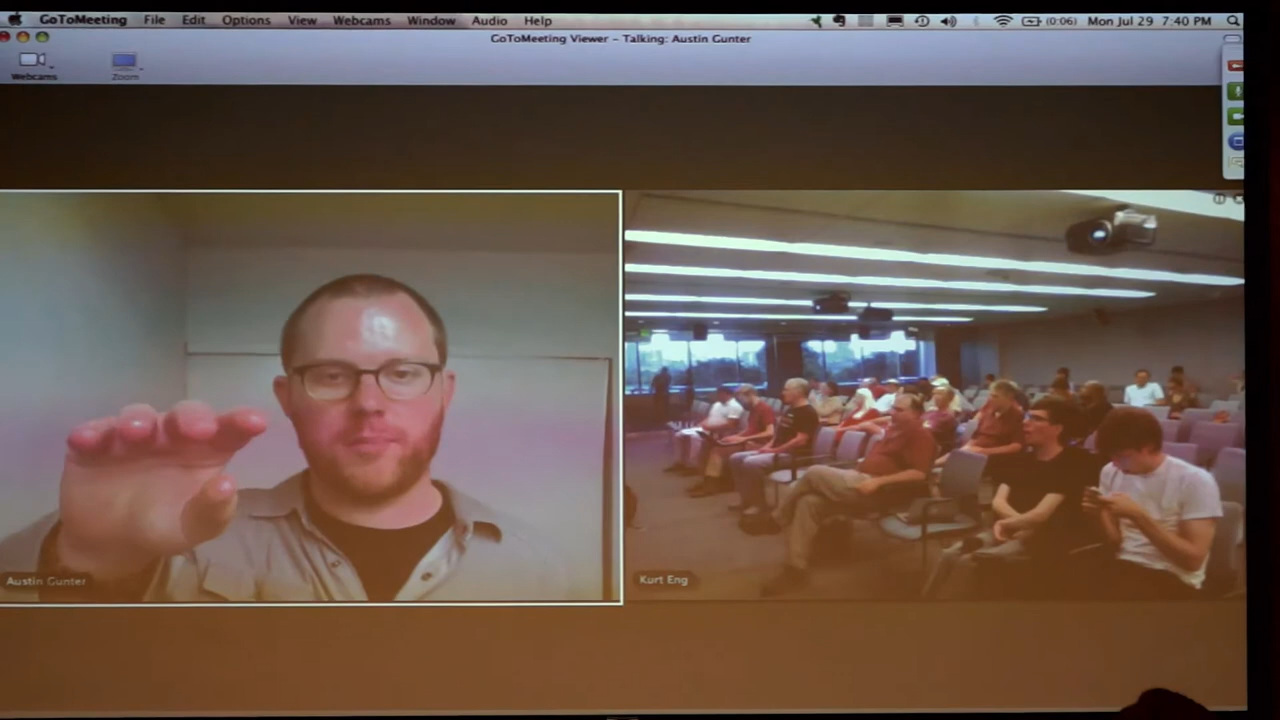 GoToMeeting File Edit Options View Webcams Window Audio Help (0:06) Mon Jul 29 7:40 PM
GoToMeeting Viewer - Talking: Austin Gunter
Webcams Zoom
Austin Gunter
Kurt Eng